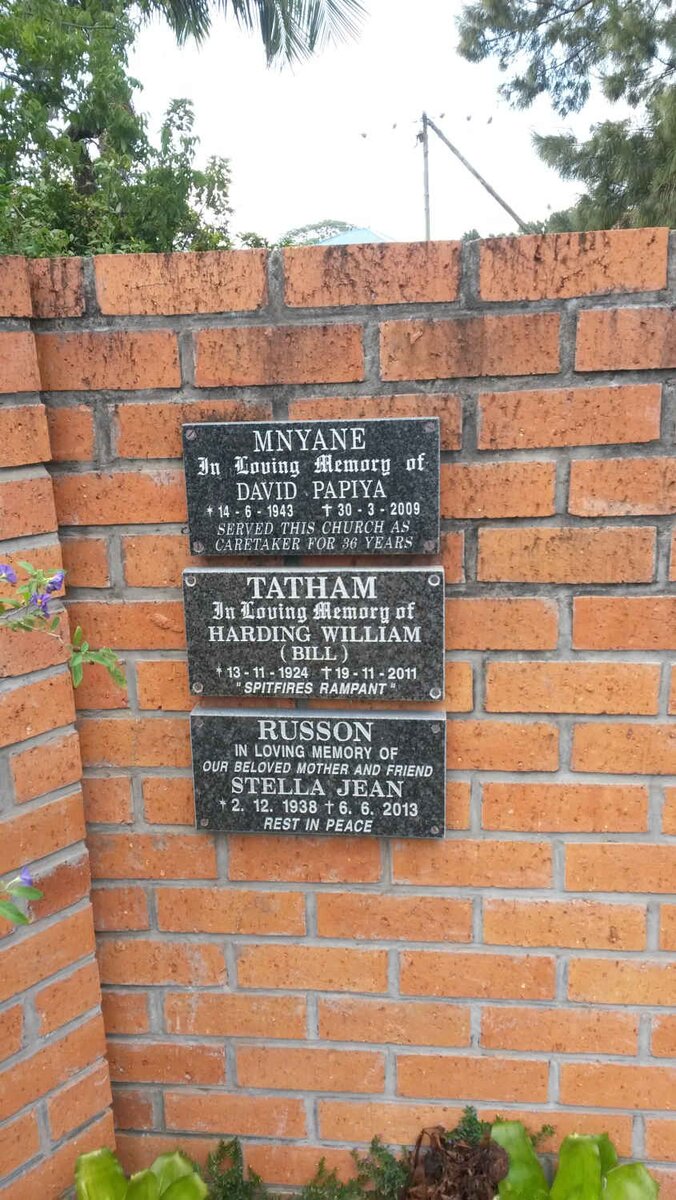 MNYANE
In Loving Memory of
DAVID PAPIYA
* 14 - 6 - 1943 † 30 - 3 - 2009
SERVED THIS CHURCH AS
CARETAKER FOR 36 YEARS
TATHAM
In Loving Memory of
HARDING WILLIAM
( BILL )
* 13 - 11 - 1924 † 19 - 11 - 2011
"SPITFIRES RAMPANT"
RUSSON
IN LOVING MEMORY OF
OUR BELOVED MOTHER AND FRIEND
STELLA JEAN
* 2. 12. 1938 † 6. 6. 2013
REST IN PEACE